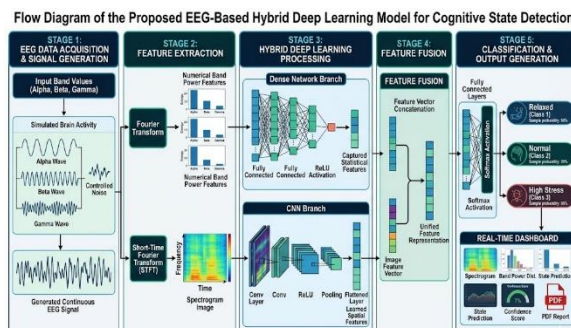 Flow Diagram of the Proposed EEG-Based Hybrid Deep Learning Model for Cognitive State Detection
STAGE 1:
EEG DATA ACQUISITION
& SIGNAL GENERATION
Input Band Values
(Alpha, Beta, Gamma)
Simulated Brain Activity
Alpha Wave
Beta Wave
Gamma Wave
Controlled
Noise
Generated Continuous
EEG Signal
STAGE 2:
FEATURE EXTRACTION
Numerical Band
Power Features
Fourier
Transform
Numerical Band
Power Features
Short-Time
Fourier
Transform
(STFT)
Frequency
Time
Spectrogram
Image
STAGE 3:
HYBRID DEEP LEARNING
PROCESSING
Dense Network Branch
Fully
Connected
Fully
Connected
ReLU
Activation
Captured
Statistical
Features
CNN Branch
Conv Layer
Conv
ReLU
Pooling
Flattened
Layer
Learned
Spatial
Features
STAGE 4:
FEATURE FUSION
FEATURE FUSION
Feature Vector
Concatenation
Image
Feature
Vector
Unified
Feature
Representation
STAGE 5:
CLASSIFICATION &
OUTPUT GENERATION
Fully
Connected
Layers
Softmax Activation
Softmax
Activation
Relaxed
(Class 1)
Normal
(Class 2)
High Stress
(Class 3)
REAL-TIME DASHBOARD
Spectrogram
Band Power Dist.
State Prediction
State
Prediction
Confidence
Score
PDF
PDF Report